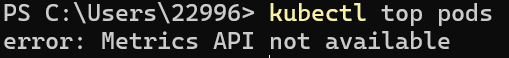 PS C:\Users\22996> kubectl top pods
error: Metrics API not available